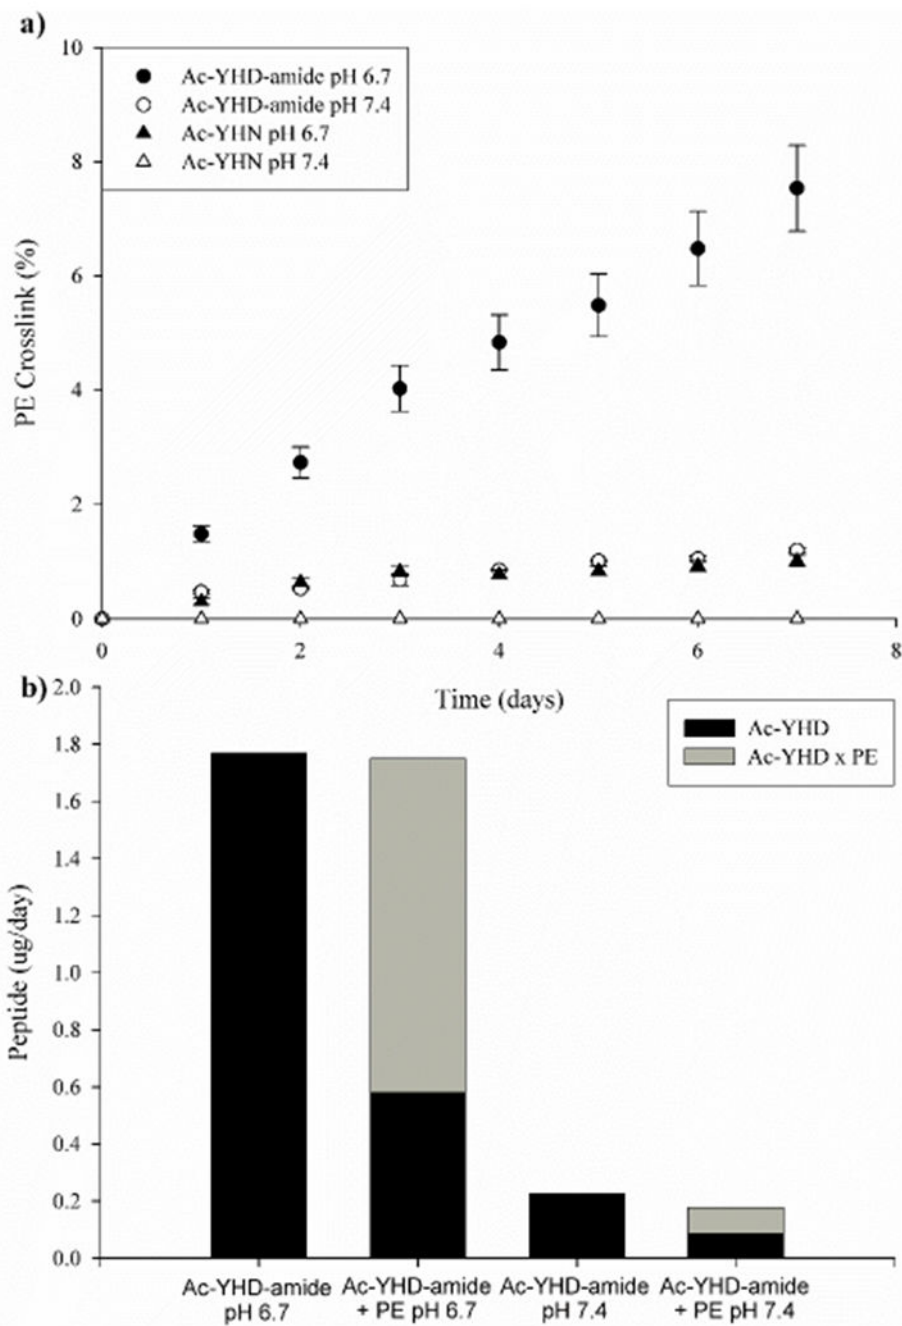 a)
10
8
6
4
2
0
PE Crosslink (%)
Ac-YHD-amide pH 6.7
Ac-YHD-amide pH 7.4
Ac-YHN pH 6.7
Ac-YHN pH 7.4
0 2 4 6 8
Time (days)
b)
2.0
1.8
1.6
1.4
1.2
1.0
0.8
0.6
0.4
0.2
0.0
Peptide (ug/day)
Ac-YHD
Ac-YHD x PE
Ac-YHD-amide
pH 6.7
Ac-YHD-amide
+ PE pH 6.7
Ac-YHD-amide
pH 7.4
Ac-YHD-amide
+ PE pH 7.4